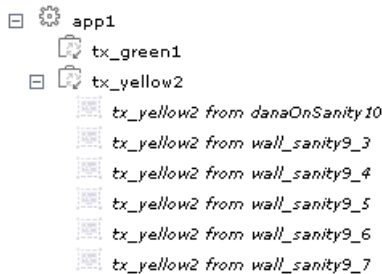 app1
tx_green1
tx_yellow2
tx_yellow2 from danaOnSanity10
tx_yellow2 from wall_sanity9_3
tx_yellow2 from wall_sanity9_4
tx_yellow2 from wall_sanity9_5
tx_yellow2 from wall_sanity9_6
tx_yellow2 from wall_sanity9_7